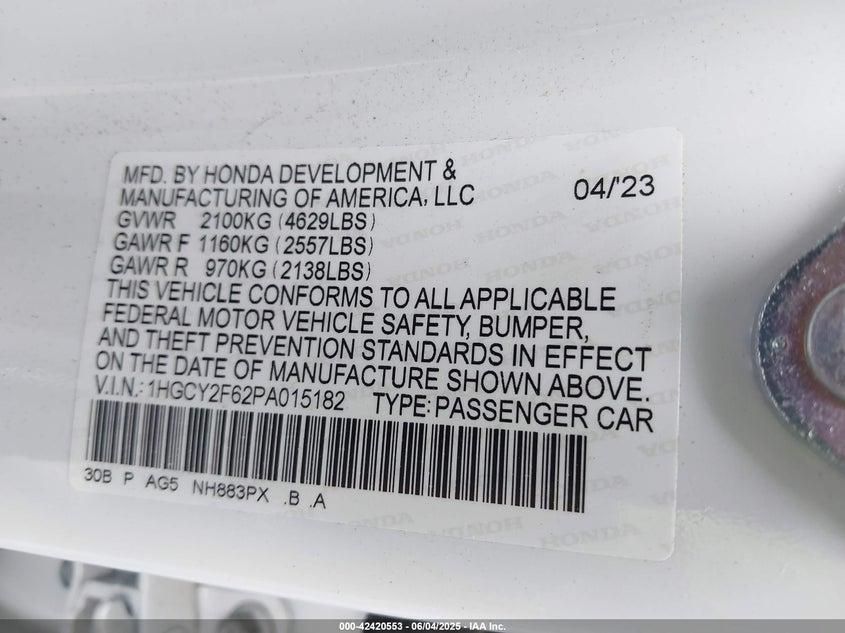 MFD. BY HONDA DEVELOPMENT &
MANUFACTURING OF AMERICA, LLC 04/'23
GVWR 2100KG (4629LBS)
GAWR F 1160KG (2557LBS)
GAWR R 970KG (2138LBS)
THIS VEHICLE CONFORMS TO ALL APPLICABLE
FEDERAL MOTOR VEHICLE SAFETY, BUMPER,
AND THEFT PREVENTION STANDARDS IN EFFECT
ON THE DATE OF MANUFACTURE SHOWN ABOVE.
V.I.N.: 1HGCY2F62PA015182 TYPE: PASSENGER CAR
30B P AG5 NH883PX .B .A
000-42420553 - 06/04/2025 - IAA Inc.